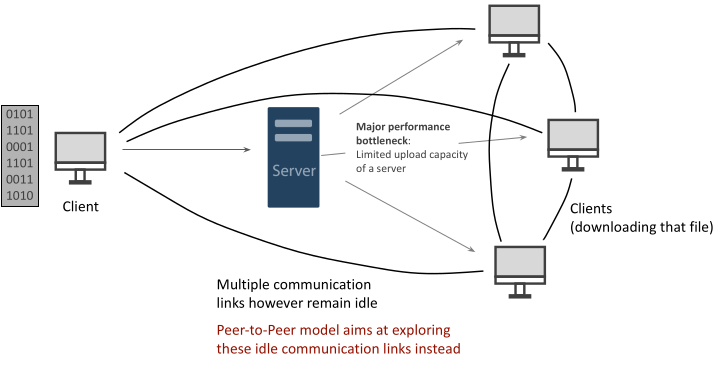 0101
1101
0001
1101
0011
1010
Client
Server
Major performance
bottleneck:
Limited upload capacity
of a server
Clients
(downloading that file)
Multiple communication
links however remain idle
Peer-to-Peer model aims at exploring
these idle communication links instead